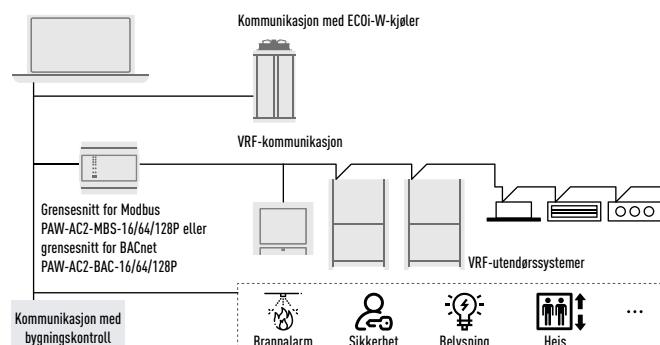 Kommunikasjon med ECOi-W-kjøler
VRF-kommunikasjon
Grensesnitt for Modbus
PAW-AC2-MBS-16/64/128P eller
grensesnitt for BACnet
PAW-AC2-BAC-16/64/128P
VRF-utendørssystemer
Kommunikasjon med
bygningskontroll
Brannalarm
Sikkerhet
Belysning
Heis
...